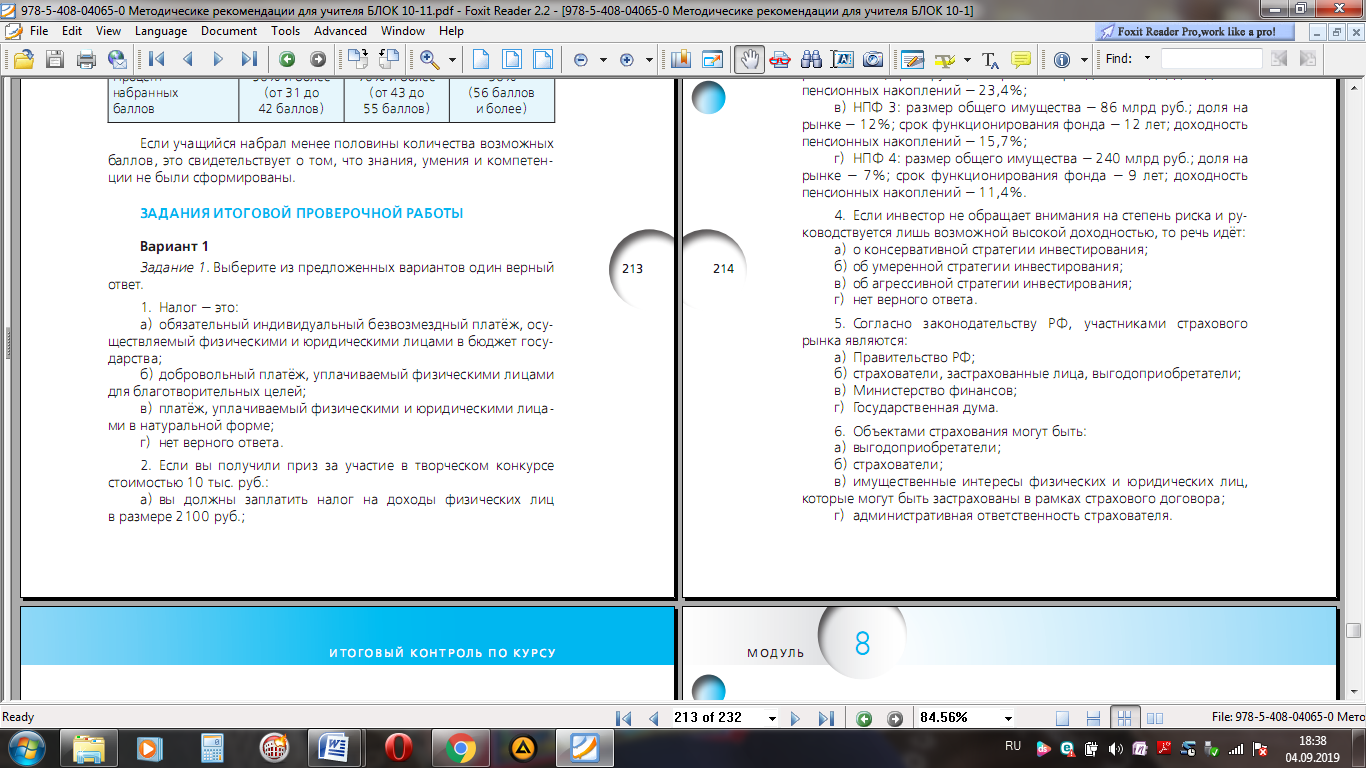 978-5-408-04065-0 Методичесике рекомендации для учителя БЛОК 10-11.pdf - Foxit Reader 2.2 - [978-5-408-04065-0 Методичесике рекомендации для учителя БЛОК 10-1]
File Edit View Language Document Tools Advanced Window Help
Foxit Reader Pro,work like a pro!
Find:
набранных
баллов
(от 31 до
42 баллов)
(от 43 до
55 баллов)
(56 баллов
и более)
Если учащийся набрал менее половины количества возможных
баллов, это свидетельствует о том, что знания, умения и компетен-
ции не были сформированы.
ЗАДАНИЯ ИТОГОВОЙ ПРОВЕРОЧНОЙ РАБОТЫ
Вариант 1
Задание 1. Выберите из предложенных вариантов один верный
ответ.
1. Налог — это:
а) обязательный индивидуальный безвозмездный платёж, осу-
ществляемый физическими и юридическими лицами в бюджет госу-
дарства;
б) добровольный платёж, уплачиваемый физическими лицами
для благотворительных целей;
в) платёж, уплачиваемый физическими и юридическими лица-
ми в натуральной форме;
г) нет верного ответа.
2. Если вы получили приз за участие в творческом конкурсе
стоимостью 10 тыс. руб.:
а) вы должны заплатить налог на доходы физических лиц
в размере 2100 руб.;
213
214
пенсионных накоплений — 23,4%;
в) НПФ 3: размер общего имущества — 86 млрд руб.; доля на
рынке — 12%; срок функционирования фонда — 12 лет; доходность
пенсионных накоплений — 15,7%;
г) НПФ 4: размер общего имущества — 240 млрд руб.; доля на
рынке — 7%; срок функционирования фонда — 9 лет; доходность
пенсионных накоплений — 11,4%.
4. Если инвестор не обращает внимания на степень риска и ру-
ководствуется лишь возможной высокой доходностью, то речь идёт:
а) о консервативной стратегии инвестирования;
б) об умеренной стратегии инвестирования;
в) об агрессивной стратегии инвестирования;
г) нет верного ответа.
5. Согласно законодательству РФ, участниками страхового
рынка являются:
а) Правительство РФ;
б) страхователи, застрахованные лица, выгодоприобретатели;
в) Министерство финансов;
г) Государственная дума.
6. Объектами страхования могут быть:
а) выгодоприобретатели;
б) страхователи;
в) имущественные интересы физических и юридических лиц,
которые могут быть застрахованы в рамках страхового договора;
г) административная ответственность страхователя.
ИТОГОВЫЙ КОНТРОЛЬ ПО КУРСУ
МОДУЛЬ 8
Ready
213 of 232
84.56%
File: 978-5-408-04065-0 Мето
RU
18:38
04.09.2019